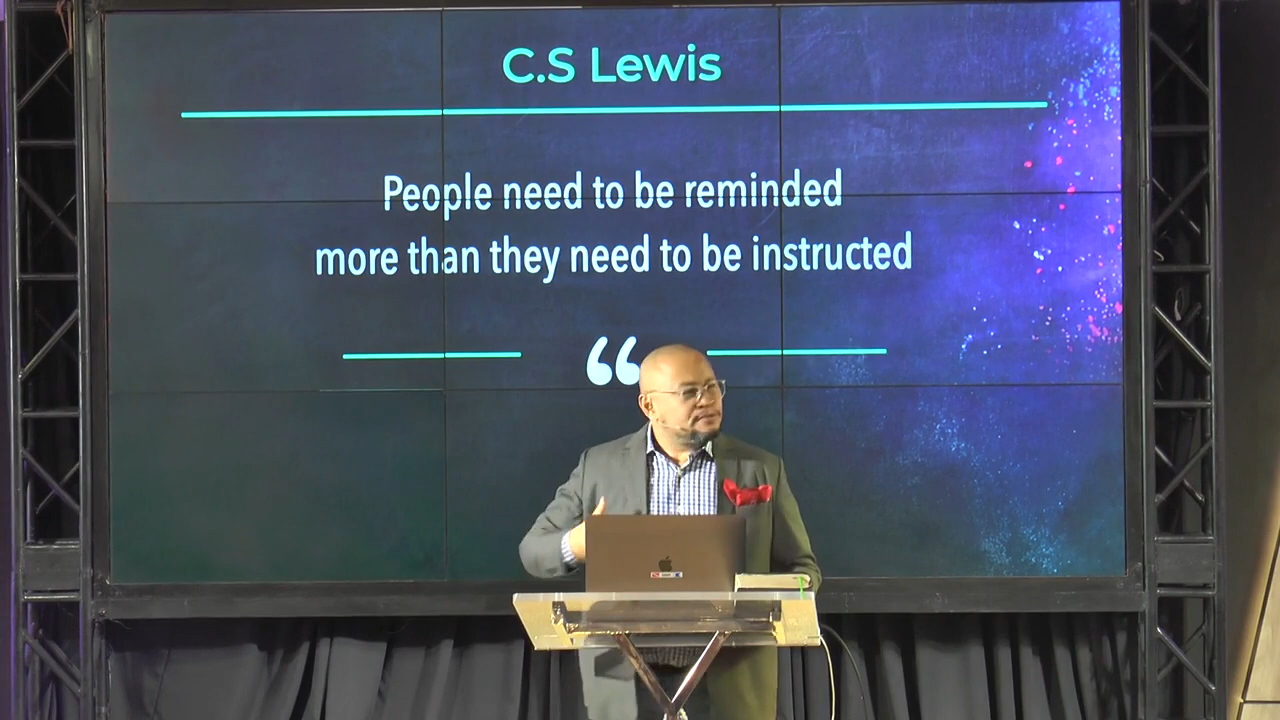 C.S Lewis
People need to be reminded
more than they need to be instructed
“